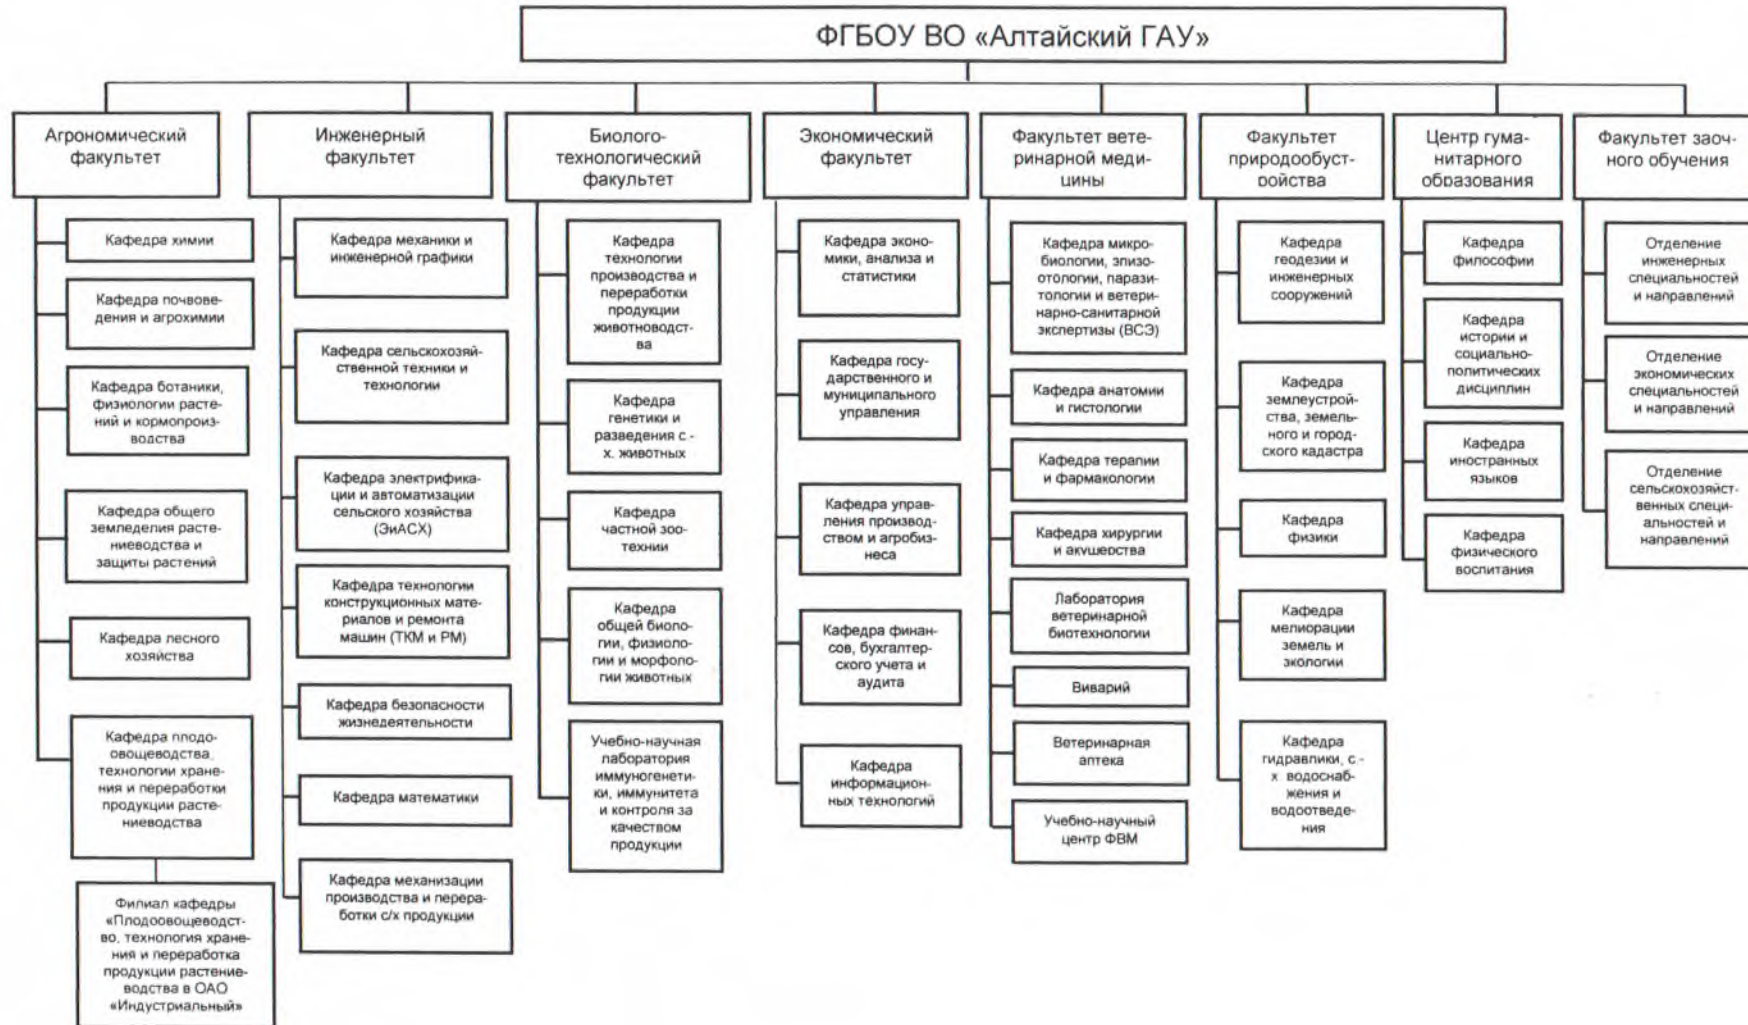 ФГБОУ ВО «Алтайский ГАУ»
Агрономический
факультет
Кафедра химии
Кафедра почвове-
дения и агрохимии
Кафедра ботаники,
физиологии расте-
ний и кормопроиз-
водства
Кафедра общего
земледелия расте-
ниеводства и
защиты растений
Кафедра лесного
хозяйства
Кафедра плодо-
овощеводства,
технологии хране-
ния и переработки
продукции расте-
ниеводства
Филиал кафедры
«Плодоовощеводст-
во, технология хране-
ния и переработка
продукции растение-
водства в ОАО
«Индустриальный»
Инженерный
факультет
Кафедра механики и
инженерной графики
Кафедра сельскохозяй-
ственной техники и
технологии
Кафедра электрифика-
ции и автоматизации
сельского хозяйства
(ЭиАСХ)
Кафедра технологии
конструкционных мате-
риалов и ремонта
машин (ТКМ и РМ)
Кафедра безопасности
жизнедеятельности
Кафедра математики
Кафедра механизации
производства и перера-
ботки с/х продукции
Биолого-
технологический
факультет
Кафедра
технологии
производства и
переработки
продукции
животноводст-
ва
Кафедра
генетики и
разведения с -
х. животных
Кафедра
частной зоо-
технии
Кафедра
общей биоло-
гии, физиоло-
гии и морфоло-
гии животных
Учебно-научная
лаборатория
иммуногенети-
ки, иммунитета
и контроля за
качеством
продукции
Экономический
факультет
Кафедра эконо-
мики, анализа и
статистики
Кафедра госу-
дарственного и
муниципального
управления
Кафедра управ-
ления производ-
ством и агробиз-
неса
Кафедра финан-
сов, бухгалтер-
ского учета и
аудита
Кафедра
информацион-
ных технологий
Факультет вете-
ринарной меди-
цины
Кафедра микро-
биологии, эпизо-
отологии, парази-
тологии и ветери-
нарно-санитарной
экспертизы (ВСЭ)
Кафедра анатомии
и гистологии
Кафедра терапии
и фармакологии
Кафедра хирургии
и акушерства
Лаборатория
ветеринарной
биотехнологии
Виварий
Ветеринарная
аптека
Учебно-научный
центр ФВМ
Факультет
природообуст-
ройства
Кафедра
геодезии и
инженерных
сооружений
Кафедра
землеустрой-
ства, земель-
ного и город-
ского кадастра
Кафедра
физики
Кафедра
мелиорации
земель и
экологии
Кафедра
гидравлики, с -
х водоснаб-
жения и
водоотведе-
ния
Центр гума-
нитарного
образования
Кафедра
философии
Кафедра
истории и
социально-
политических
дисциплин
Кафедра
иностранных
языков
Кафедра
физического
воспитания
Факультет заоч-
ного обучения
Отделение
инженерных
специальностей
и направлений
Отделение
экономических
специальностей
и направлений
Отделение
сельскохозяйст-
венных специ-
альностей и
направлений